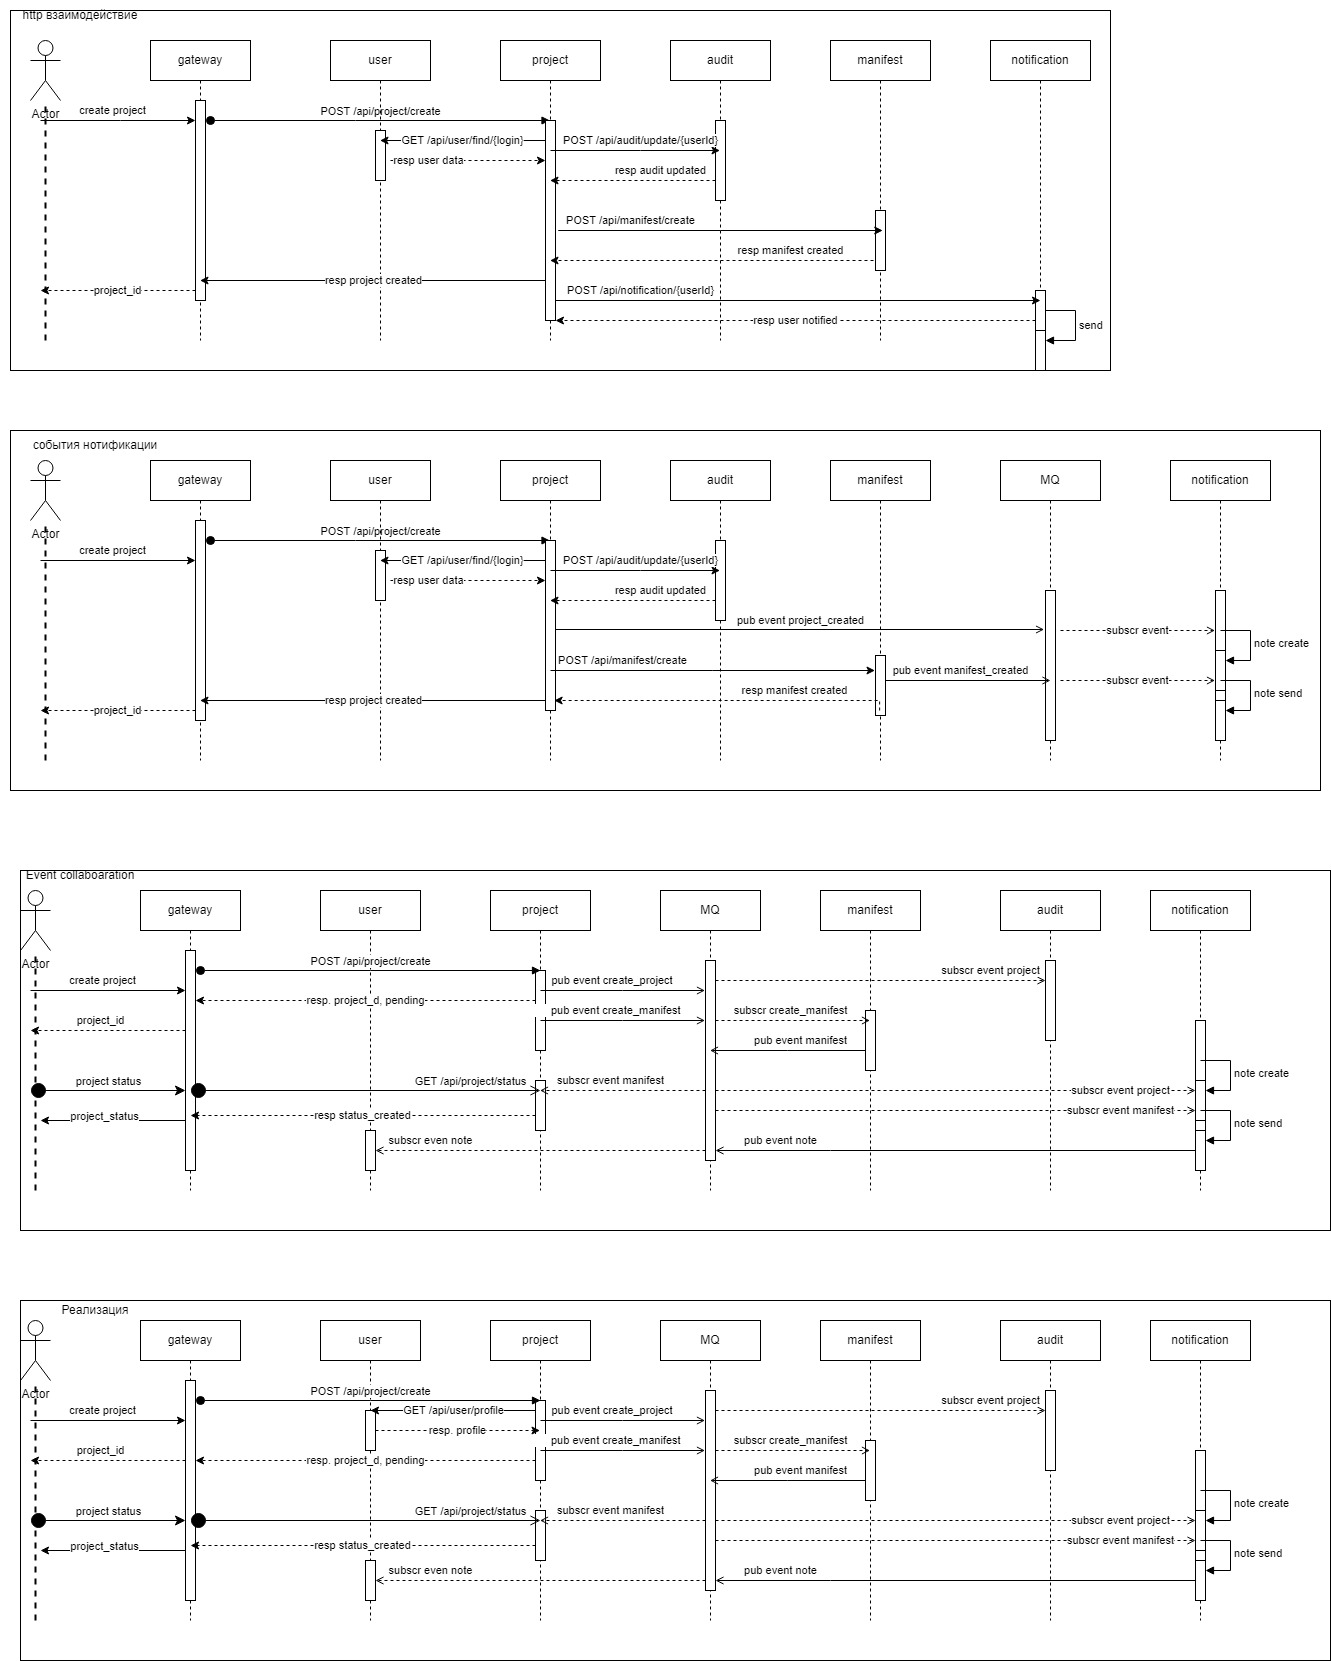 http взаимодействие
gateway
user
project
audit
manifest
notification
Actor
create project
POST /api/project/create
GET /api/user/find/{login}
POST /api/audit/update/{userId}
resp user data
resp audit updated
POST /api/manifest/create
resp manifest created
resp project created
project_id
POST /api/notification/{userId}
resp user notified
send
события нотификации
gateway
user
project
audit
manifest
MQ
notification
Actor
POST /api/project/create
create project
GET /api/user/find/{login}
POST /api/audit/update/{userId}
resp user data
resp audit updated
pub event project_created
subscr event
note create
POST /api/manifest/create
pub event manifest_created
subscr event
note send
resp manifest created
resp project created
project_id
Event collaboaration
gateway
user
project
MQ
manifest
audit
notification
Actor
POST /api/project/create
subscr event project
create project
pub event create_project
resp. project_d, pending
pub event create_manifest
subscr create_manifest
project_id
pub event manifest
note create
project status
GET /api/project/status
subscr event manifest
subscr event project
project_status
resp status_created
subscr event manifest
note send
subscr even note
pub event note
Реализация
gateway
user
project
MQ
manifest
audit
notification
Actor
POST /api/project/create
subscr event project
create project
GET /api/user/profile
pub event create_project
resp. profile
pub event create_manifest
subscr create_manifest
project_id
resp. project_d, pending
pub event manifest
note create
project status
GET /api/project/status
subscr event manifest
subscr event project
project_status
resp status_created
subscr event manifest
note send
subscr even note
pub event note